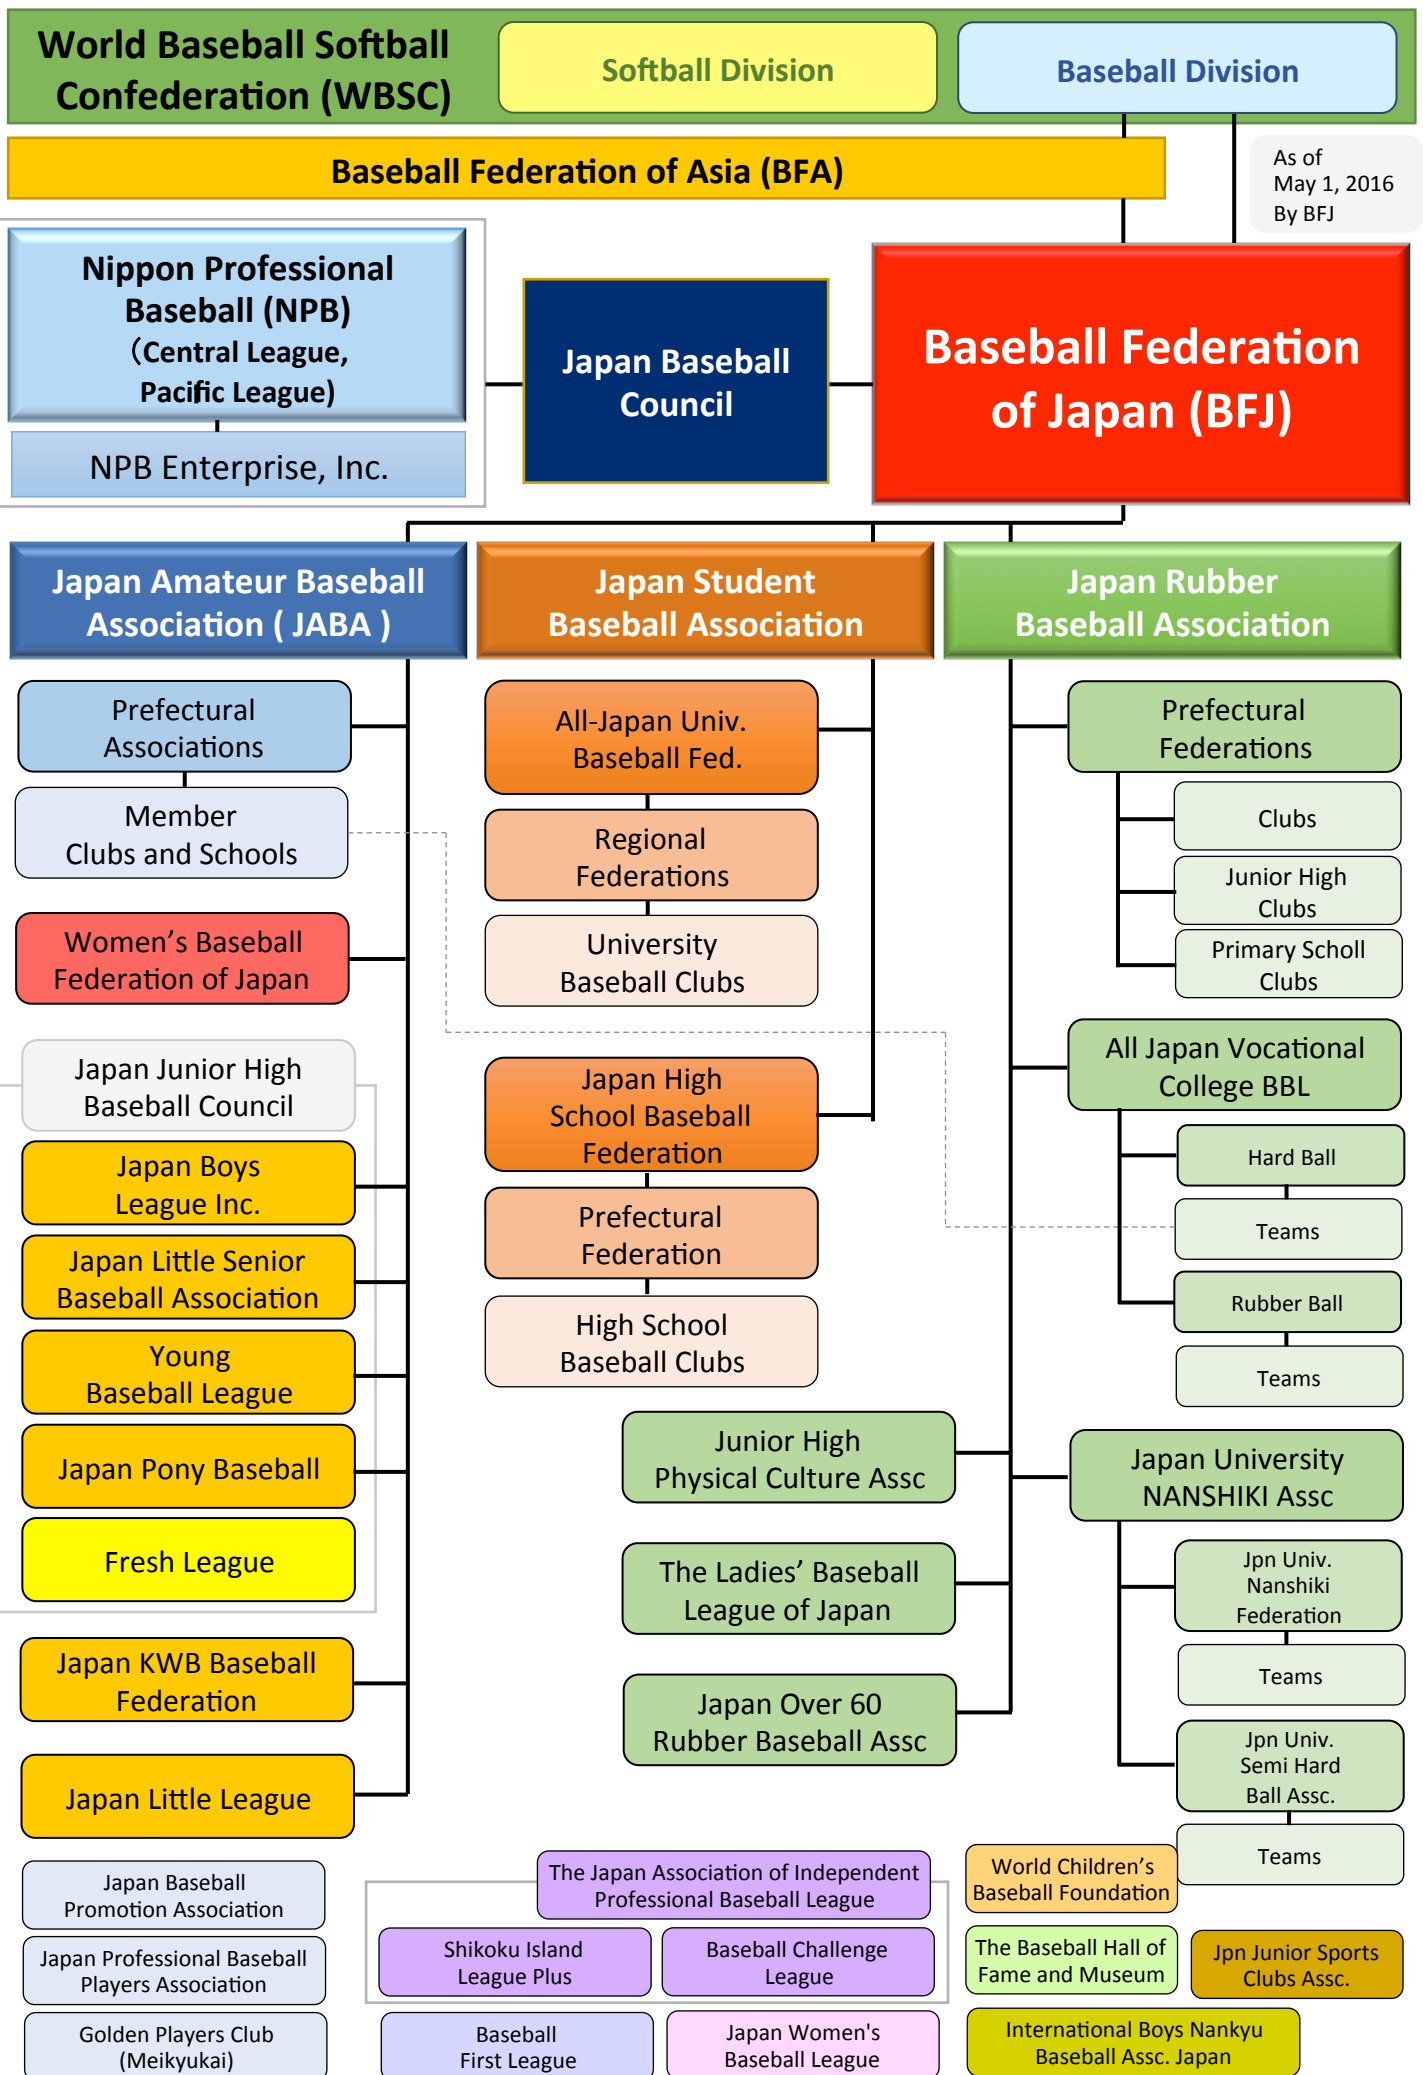 World Baseball Softball
Confederation (WBSC)
Softball Division
Baseball Division
Baseball Federation of Asia (BFA)
As of
May 1, 2016
By BFJ
Nippon Professional
Baseball (NPB)
（Central League,
Pacific League)
NPB Enterprise, Inc.
Japan Baseball
Council
Baseball Federation
of Japan (BFJ)
Japan Amateur Baseball
Association ( JABA )
Japan Student
Baseball Association
Japan Rubber
Baseball Association
Prefectural
Associations
Member
Clubs and Schools
Women’s Baseball
Federation of Japan
Japan Junior High
Baseball Council
Japan Boys
League Inc.
Japan Little Senior
Baseball Association
Young
Baseball League
Japan Pony Baseball
Fresh League
Japan KWB Baseball
Federation
Japan Little League
All-Japan Univ.
Baseball Fed.
Regional
Federations
University
Baseball Clubs
Japan High
School Baseball
Federation
Prefectural
Federation
High School
Baseball Clubs
Junior High
Physical Culture Assc
The Ladies’ Baseball
League of Japan
Japan Over 60
Rubber Baseball Assc
Prefectural
Federations
Clubs
Junior High
Clubs
Primary Scholl
Clubs
All Japan Vocational
College BBL
Hard Ball
Teams
Rubber Ball
Teams
Japan University
NANSHIKI Assc
Jpn Univ.
Nanshiki
Federation
Teams
Jpn Univ.
Semi Hard
Ball Assc.
Teams
Japan Baseball
Promotion Association
Japan Professional Baseball
Players Association
Golden Players Club
(Meikyukai)
The Japan Association of Independent
Professional Baseball League
Shikoku Island
League Plus
Baseball Challenge
League
Baseball
First League
Japan Women's
Baseball League
World Children’s
Baseball Foundation
The Baseball Hall of
Fame and Museum
Jpn Junior Sports
Clubs Assc.
International Boys Nankyu
Baseball Assc. Japan